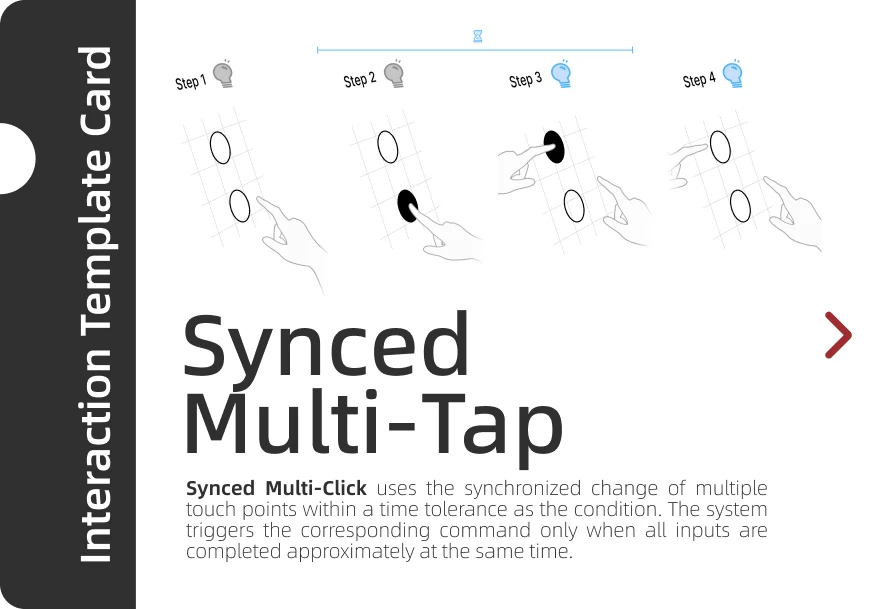 Interaction Template Card
Step 1
Step 2
Step 3
Step 4
Synced
Multi-Tap
Synced Multi-Click uses the synchronized change of multiple
touch points within a time tolerance as the condition. The system
triggers the corresponding command only when all inputs are
completed approximately at the same time.